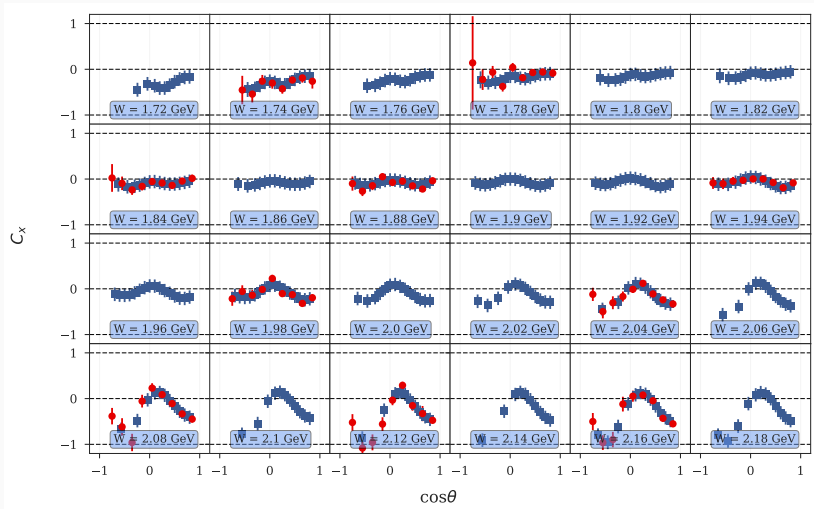 1
0
−1
W = 1.72 GeV
W = 1.74 GeV
W = 1.76 GeV
W = 1.78 GeV
W = 1.8 GeV
W = 1.82 GeV
1
0
−1
W = 1.84 GeV
W = 1.86 GeV
W = 1.88 GeV
W = 1.9 GeV
W = 1.92 GeV
W = 1.94 GeV
C_x
1
0
−1
W = 1.96 GeV
W = 1.98 GeV
W = 2.0 GeV
W = 2.02 GeV
W = 2.04 GeV
W = 2.06 GeV
1
0
−1
W = 2.08 GeV
W = 2.1 GeV
W = 2.12 GeV
W = 2.14 GeV
W = 2.16 GeV
W = 2.18 GeV
−1 0 1 −1 0 1 −1 0 1 −1 0 1 −1 0 1 −1 0 1
cosθ